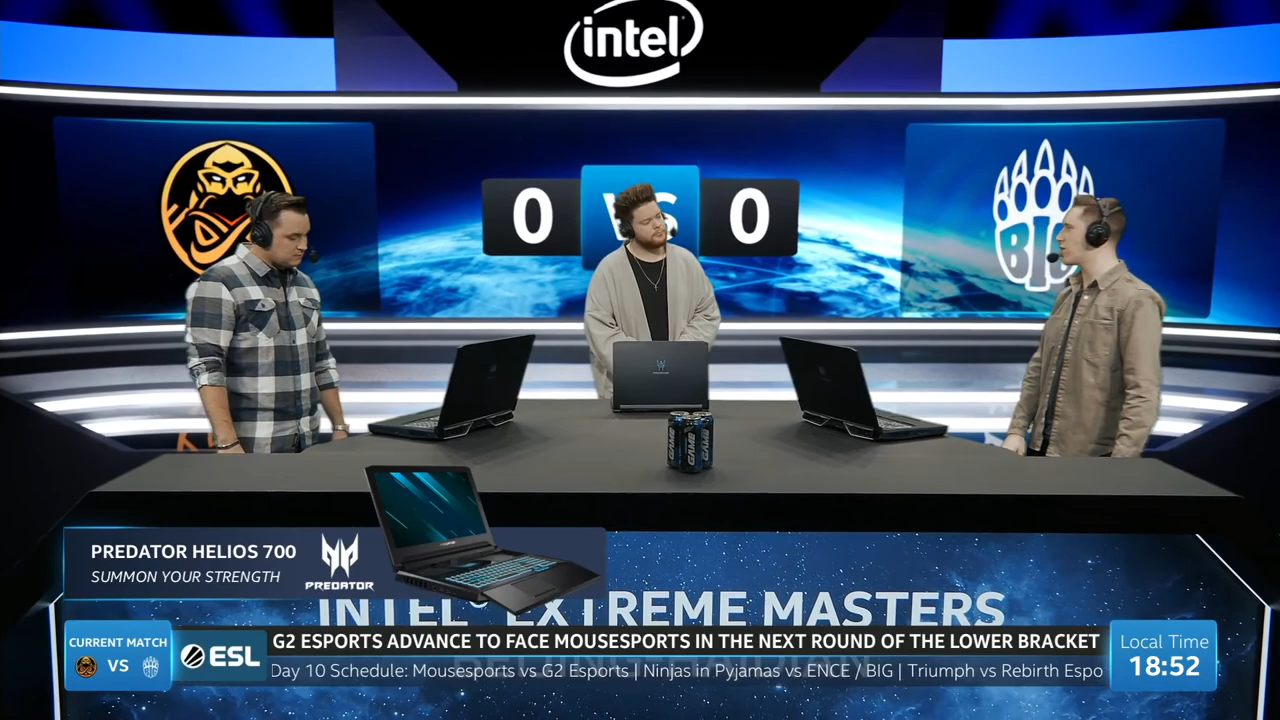 intel
0 VS 0
BIG
GAME
PREDATOR HELIOS 700
SUMMON YOUR STRENGTH
PREDATOR
INTEL® EXTREME MASTERS
CURRENT MATCH
VS
ESL
G2 ESPORTS ADVANCE TO FACE MOUSESPORTS IN THE NEXT ROUND OF THE LOWER BRACKET
Day 10 Schedule: Mousesports vs G2 Esports | Ninjas in Pyjamas vs ENCE / BIG | Triumph vs Rebirth Espo
Local Time
18:52